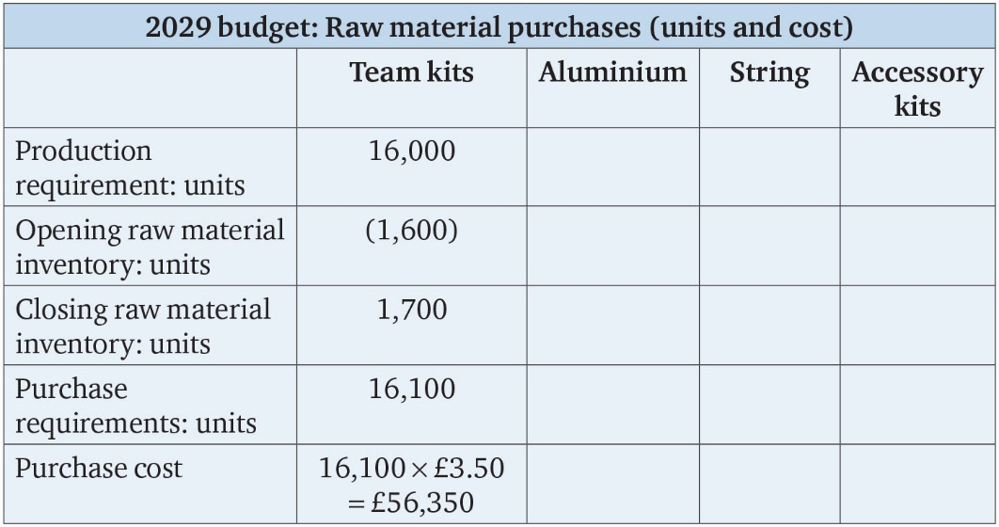 2029 budget: Raw material purchases (units and cost)
Team kits Aluminium String Accessory
kits
Production
requirement: units
16,000
Opening raw material
inventory: units
(1,600)
Closing raw material
inventory: units
1,700
Purchase
requirements: units
16,100
Purchase cost
16,100 × £3.50
= £56,350